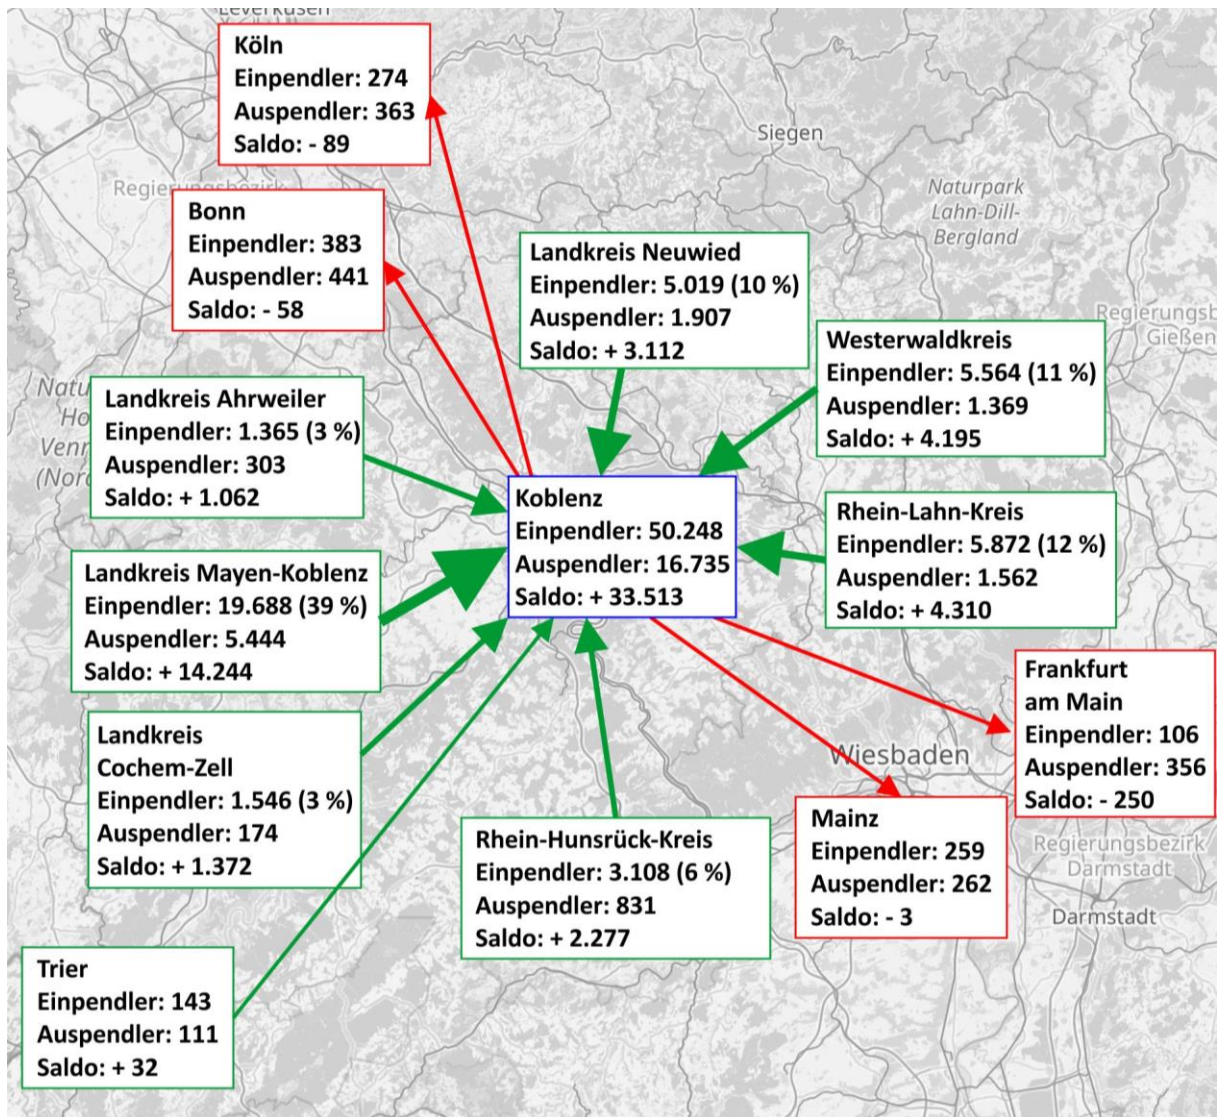 Leverkusen
Köln
Einpendler: 274
Auspendler: 363
Saldo: - 89
Siegen
Regierungsbezirk
Naturpark
Lahn-Dill-
Bergland
Bonn
Einpendler: 383
Auspendler: 441
Saldo: - 58
Landkreis Neuwied
Einpendler: 5.019 (10 %)
Auspendler: 1.907
Saldo: + 3.112
Regierungsb
Gießen
Westerwaldkreis
Einpendler: 5.564 (11 %)
Auspendler: 1.369
Saldo: + 4.195
Natu
Ho
Venn
(Nord
Landkreis Ahrweiler
Einpendler: 1.365 (3 %)
Auspendler: 303
Saldo: + 1.062
Koblenz
Einpendler: 50.248
Auspendler: 16.735
Saldo: + 33.513
Rhein-Lahn-Kreis
Einpendler: 5.872 (12 %)
Auspendler: 1.562
Saldo: + 4.310
Landkreis Mayen-Koblenz
Einpendler: 19.688 (39 %)
Auspendler: 5.444
Saldo: + 14.244
Frankfurt
am Main
Einpendler: 106
Auspendler: 356
Saldo: - 250
Landkreis
Cochem-Zell
Einpendler: 1.546 (3 %)
Auspendler: 174
Saldo: + 1.372
Wiesbaden
Mainz
Einpendler: 259
Auspendler: 262
Saldo: - 3
Rhein-Hunsrück-Kreis
Einpendler: 3.108 (6 %)
Auspendler: 831
Saldo: + 2.277
Regierungsbezirk
Darmstadt
Darmstadt
Trier
Einpendler: 143
Auspendler: 111
Saldo: + 32